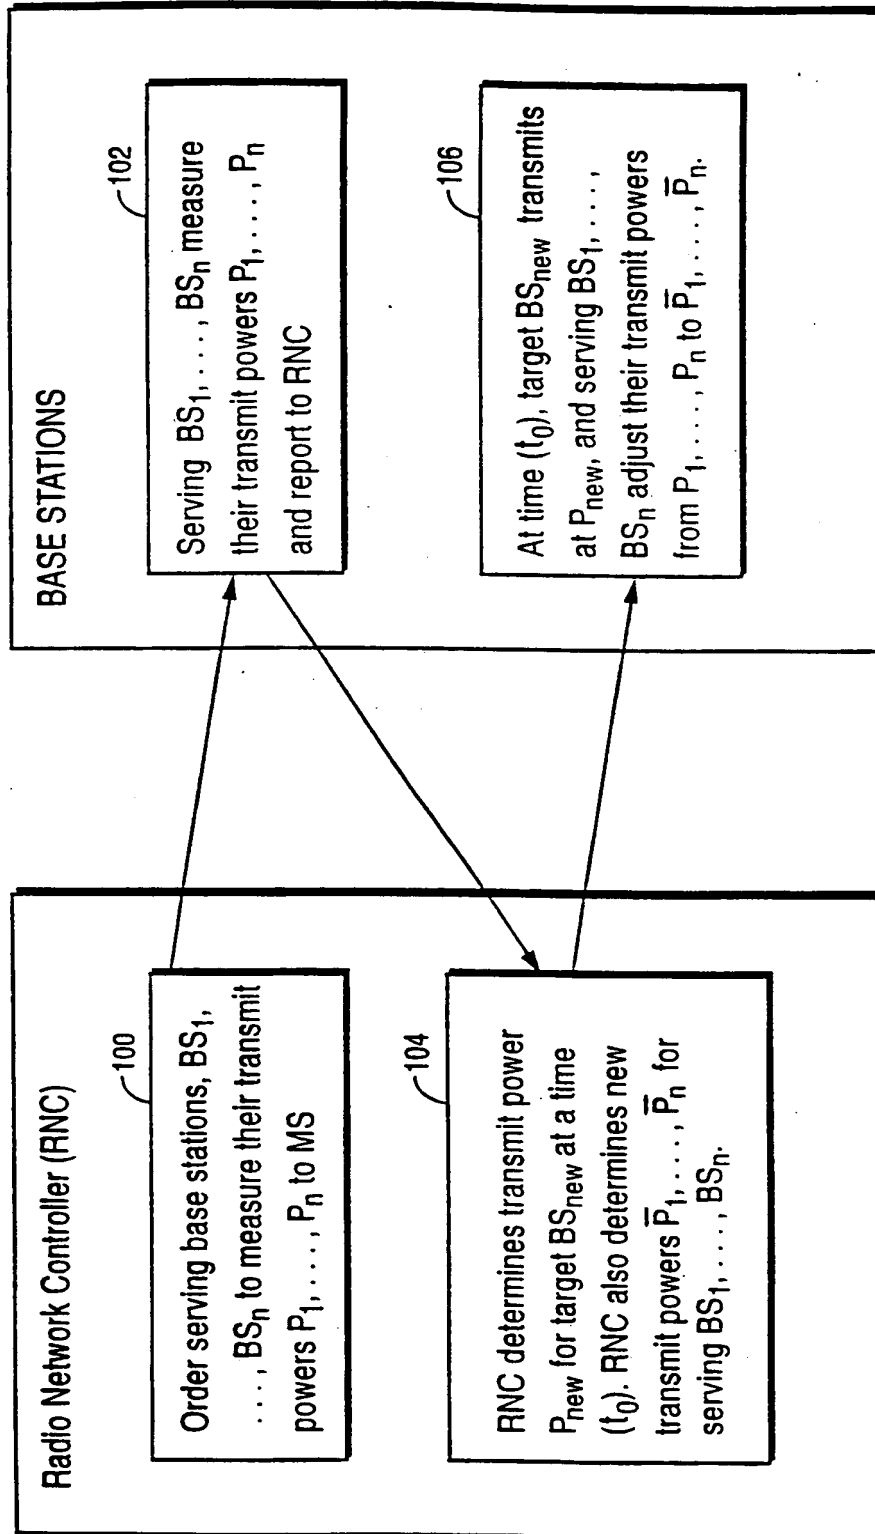 Radio Network Controller (RNC)
100
Order serving base stations, BS1,
. . . ., BSn to measure their transmit
powers P1, . . . ., Pn to MS
104
RNC determines transmit power
Pnew for target BSnew at a time
(t0). RNC also determines new
transmit powers P̅1, . . . ., P̅n for
serving BS1, . . . ., BSn.
BASE STATIONS
102
Serving BS1, . . . ., BSn measure
their transmit powers P1, . . . ., Pn
and report to RNC
106
At time (t0), target BSnew transmits
at Pnew, and serving BS1, . . . .,
BSn adjust their transmit powers
from P1, . . . ., Pn to P̅1, . . . ., P̅n.